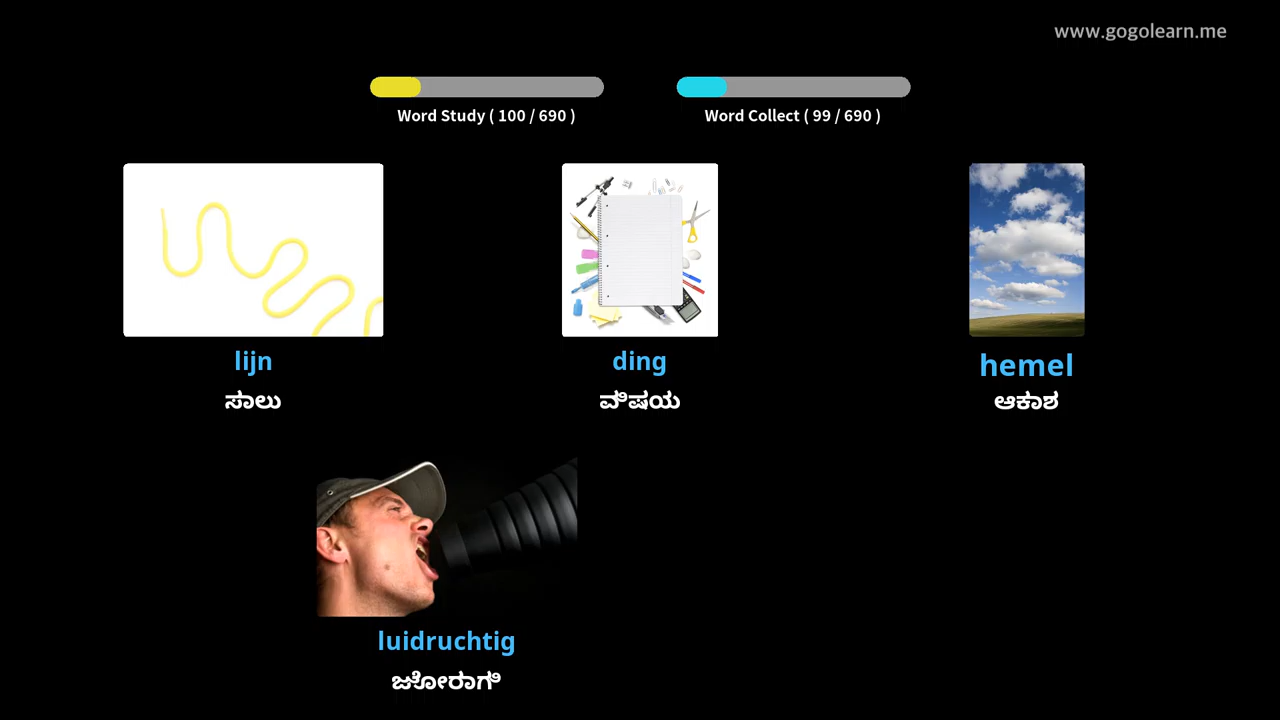 www.gogolearn.me
Word Study ( 100 / 690 )
Word Collect ( 99 / 690 )
lijn
ಸಾಲು
ding
ವಿಷಯ
hemel
ಆಕಾಶ
luidruchtig
ಜೋರಾಗಿ